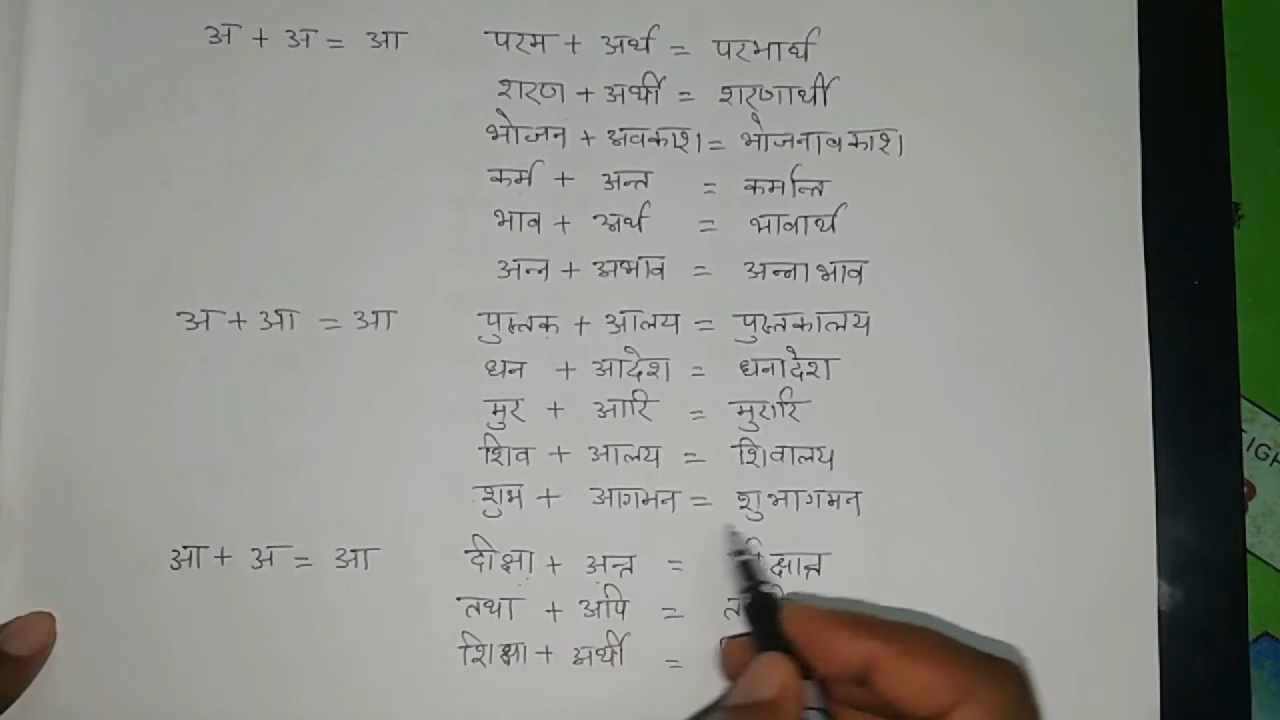 अ + अ = आ परम + अर्थ = परमार्थ
शरण + अर्थी = शरणार्थी
भोजन + अवकाश = भोजनावकाश
कर्म + अन्त = कर्मान्त
भाव + अर्थ = भावार्थ
अन्न + अभाव = अन्नाभाव
अ + आ = आ पुस्तक + आलय = पुस्तकालय
धन + आदेश = धनादेश
मुर + आरि = मुरारि
शिव + आलय = शिवालय
शुभ + आगमन = शुभागमन
आ + अ = आ दीक्षा + अन्त =
तथा + अपि =
शिक्षा + अर्थी =